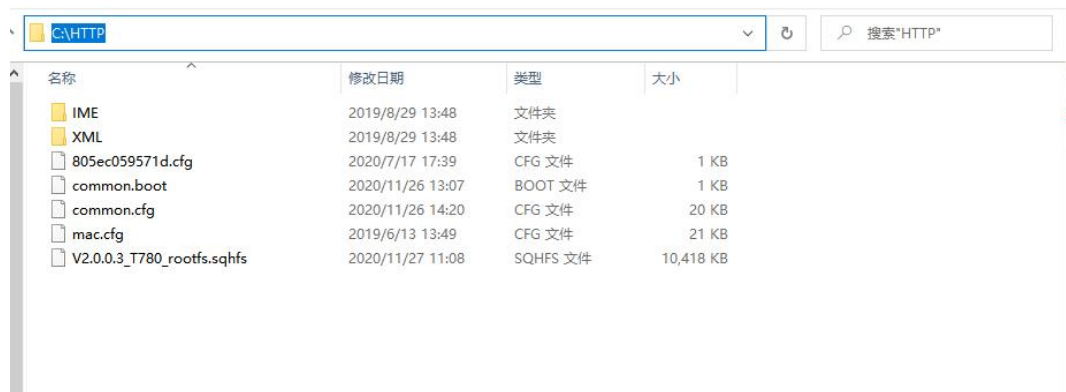 C:\HTTP
搜索"HTTP"
名称 修改日期 类型 大小
IME 2019/8/29 13:48 文件夹
XML 2019/8/29 13:48 文件夹
805ec059571d.cfg 2020/7/17 17:39 CFG 文件 1 KB
common.boot 2020/11/26 13:07 BOOT 文件 1 KB
common.cfg 2020/11/26 14:20 CFG 文件 20 KB
mac.cfg 2019/6/13 13:49 CFG 文件 21 KB
V2.0.0.3_T780_rootfs.sqhfs 2020/11/27 11:08 SQHFS 文件 10,418 KB